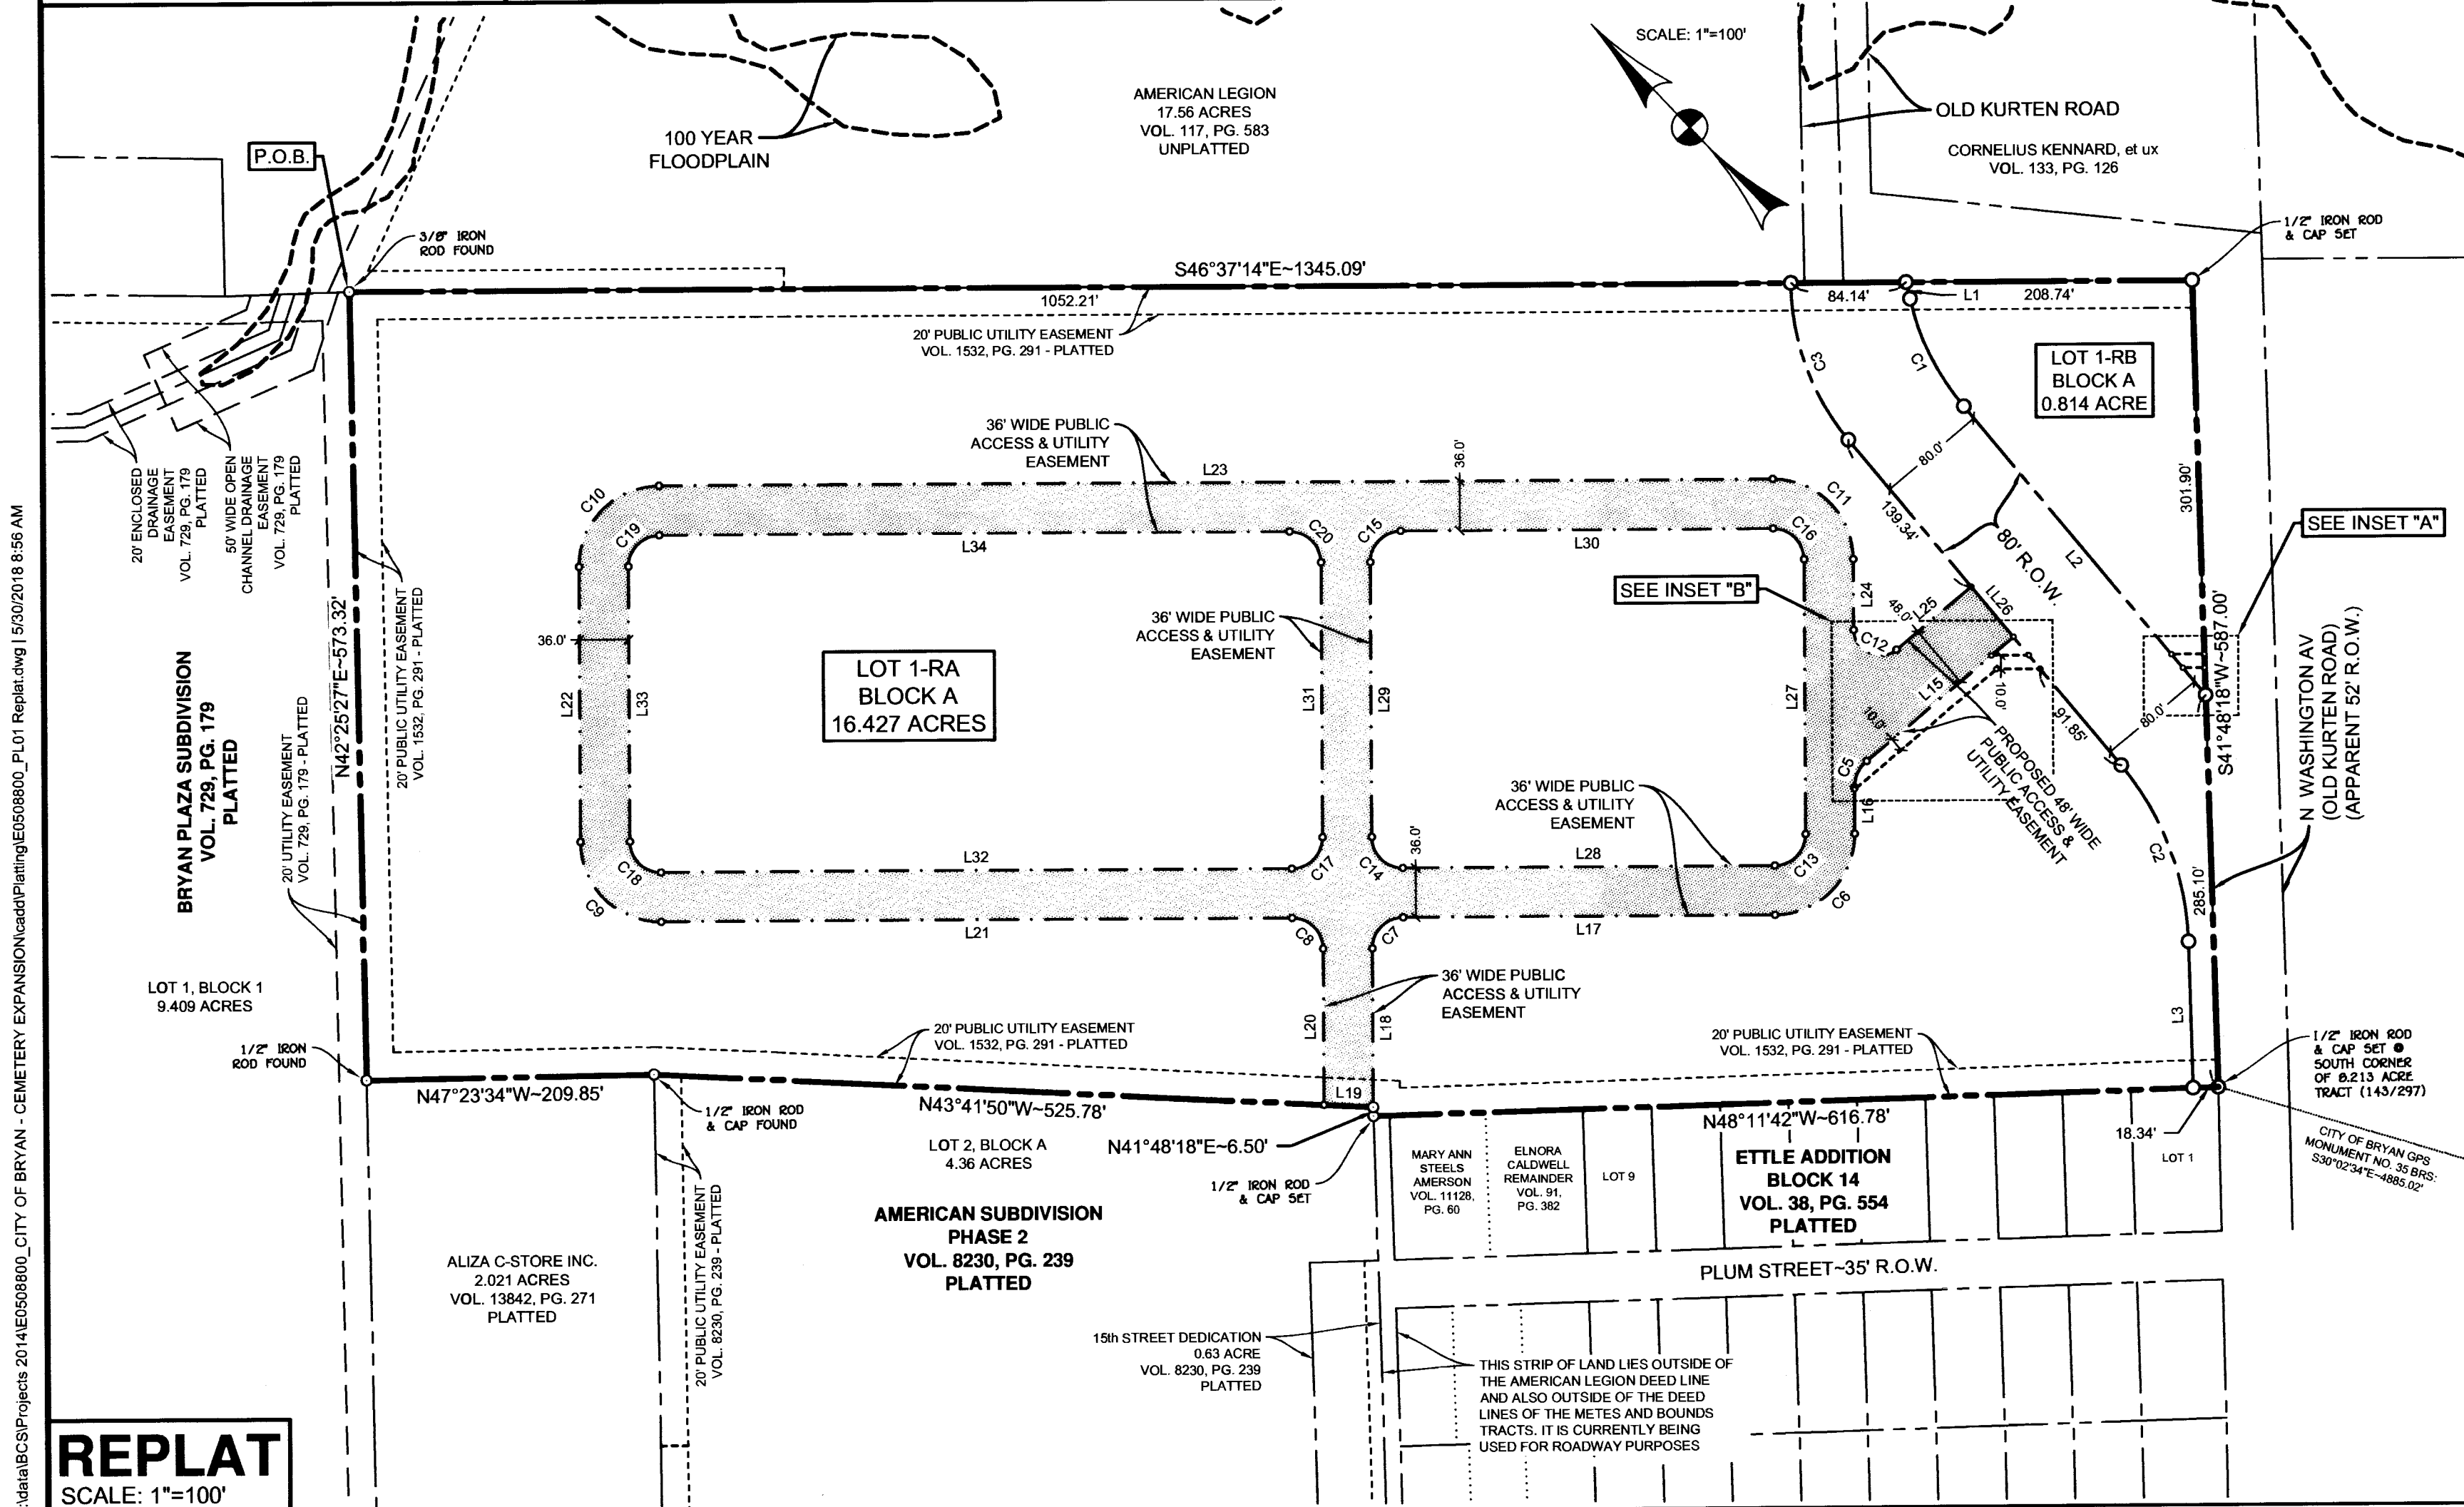 SCALE: 1"=100'
AMERICAN LEGION
17.56 ACRES
VOL. 117, PG. 583
UNPLATTED
100 YEAR
FLOODPLAIN
OLD KURTEN ROAD
CORNELIUS KENNARD, et ux
VOL. 133, PG. 126
P.O.B.
3/8" IRON
ROD FOUND
1/2" IRON ROD
& CAP SET
S46°37'14"E~1345.09'
1052.21'
84.14'
L1
208.74'
20' PUBLIC UTILITY EASEMENT
VOL. 1532, PG. 291 - PLATTED
C3
C1
LOT 1-RB
BLOCK A
0.814 ACRE
80.0'
301.90'
SEE INSET "A"
36' WIDE PUBLIC
ACCESS & UTILITY
EASEMENT
L23
36.0'
C10
C19
C20
C15
C11
C16
139.34'
80' R.O.W.
L2
L34
L30
20' ENCLOSED
DRAINAGE
EASEMENT
VOL. 729, PG. 179
PLATTED
50' WIDE OPEN
CHANNEL DRAINAGE
EASEMENT
VOL. 729, PG. 179
PLATTED
SEE INSET "B"
L24
48.0'
L25
LL26
C12
36' WIDE PUBLIC
ACCESS & UTILITY
EASEMENT
36.0'
LOT 1-RA
BLOCK A
16.427 ACRES
L22
L33
L31
L29
L27
L15
10.0'
10.0'
91.85'
80.0'
S41°48'18"W~587.00'
N WASHINGTON AV
(OLD KURTEN ROAD)
(APPARENT 52' R.O.W.)
N42°25'27"E~573.32'
20' PUBLIC UTILITY EASEMENT
VOL. 1532, PG. 291 - PLATTED
BRYAN PLAZA SUBDIVISION
VOL. 729, PG. 179
PLATTED
20' UTILITY EASEMENT
VOL. 729, PG. 179 - PLATTED
PROPOSED 48' WIDE
PUBLIC ACCESS &
UTILITY EASEMENT
C5
L16
36' WIDE PUBLIC
ACCESS & UTILITY
EASEMENT
C2
285.10'
L32
36.0'
L28
C18
C17
C14
C13
C9
C6
L21
C8
C7
L17
LOT 1, BLOCK 1
9.409 ACRES
36' WIDE PUBLIC
ACCESS & UTILITY
EASEMENT
L20
L18
L3
20' PUBLIC UTILITY EASEMENT
VOL. 1532, PG. 291 - PLATTED
20' PUBLIC UTILITY EASEMENT
VOL. 1532, PG. 291 - PLATTED
1/2" IRON
ROD FOUND
1/2" IRON ROD
& CAP SET @
SOUTH CORNER
OF 8.213 ACRE
TRACT (143/297)
L19
N47°23'34"W~209.85'
N43°41'50"W~525.78'
1/2" IRON ROD
& CAP FOUND
N41°48'18"E~6.50'
N48°11'42"W~616.78'
18.34'
CITY OF BRYAN GPS
MONUMENT NO. 35 BRS:
S30°02'34"E~4885.02'
LOT 2, BLOCK A
4.36 ACRES
1/2" IRON ROD
& CAP SET
MARY ANN
STEELS
AMERSON
VOL. 11128,
PG. 60
ELNORA
CALDWELL
REMAINDER
VOL. 91,
PG. 382
LOT 9
ETTLE ADDITION
BLOCK 14
VOL. 38, PG. 554
PLATTED
LOT 1
AMERICAN SUBDIVISION
PHASE 2
VOL. 8230, PG. 239
PLATTED
20' PUBLIC UTILITY EASEMENT
VOL. 8230, PG. 239 - PLATTED
ALIZA C-STORE INC.
2.021 ACRES
VOL. 13842, PG. 271
PLATTED
PLUM STREET~35' R.O.W.
15th STREET DEDICATION
0.63 ACRE
VOL. 8230, PG. 239
PLATTED
THIS STRIP OF LAND LIES OUTSIDE OF
THE AMERICAN LEGION DEED LINE
AND ALSO OUTSIDE OF THE DEED
LINES OF THE METES AND BOUNDS
TRACTS. IT IS CURRENTLY BEING
USED FOR ROADWAY PURPOSES
REPLAT
SCALE: 1"=100'
:\data\BCS\Projects 2014\E0508800_CITY OF BRYAN - CEMETERY EXPANSION\cadd\Platting\E0508800_PL01 Replat.dwg | 5/30/2018 8:56 AM